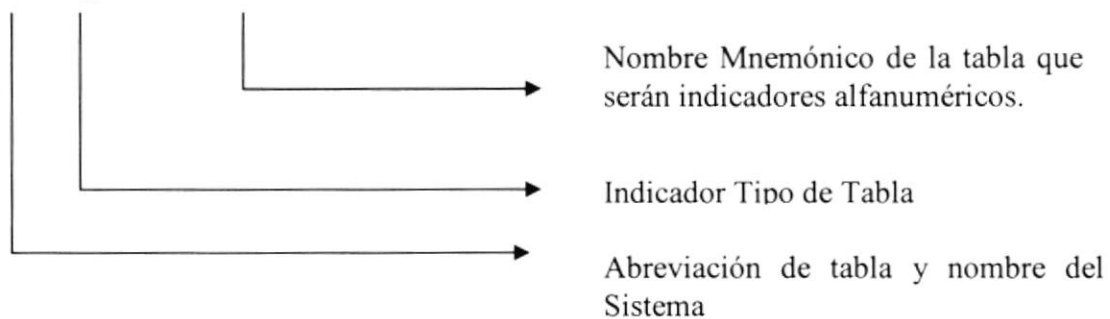 Nombre Mnemónico de la tabla que
serán indicadores alfanuméricos.
Indicador Tipo de Tabla
Abreviación de tabla y nombre del
Sistema